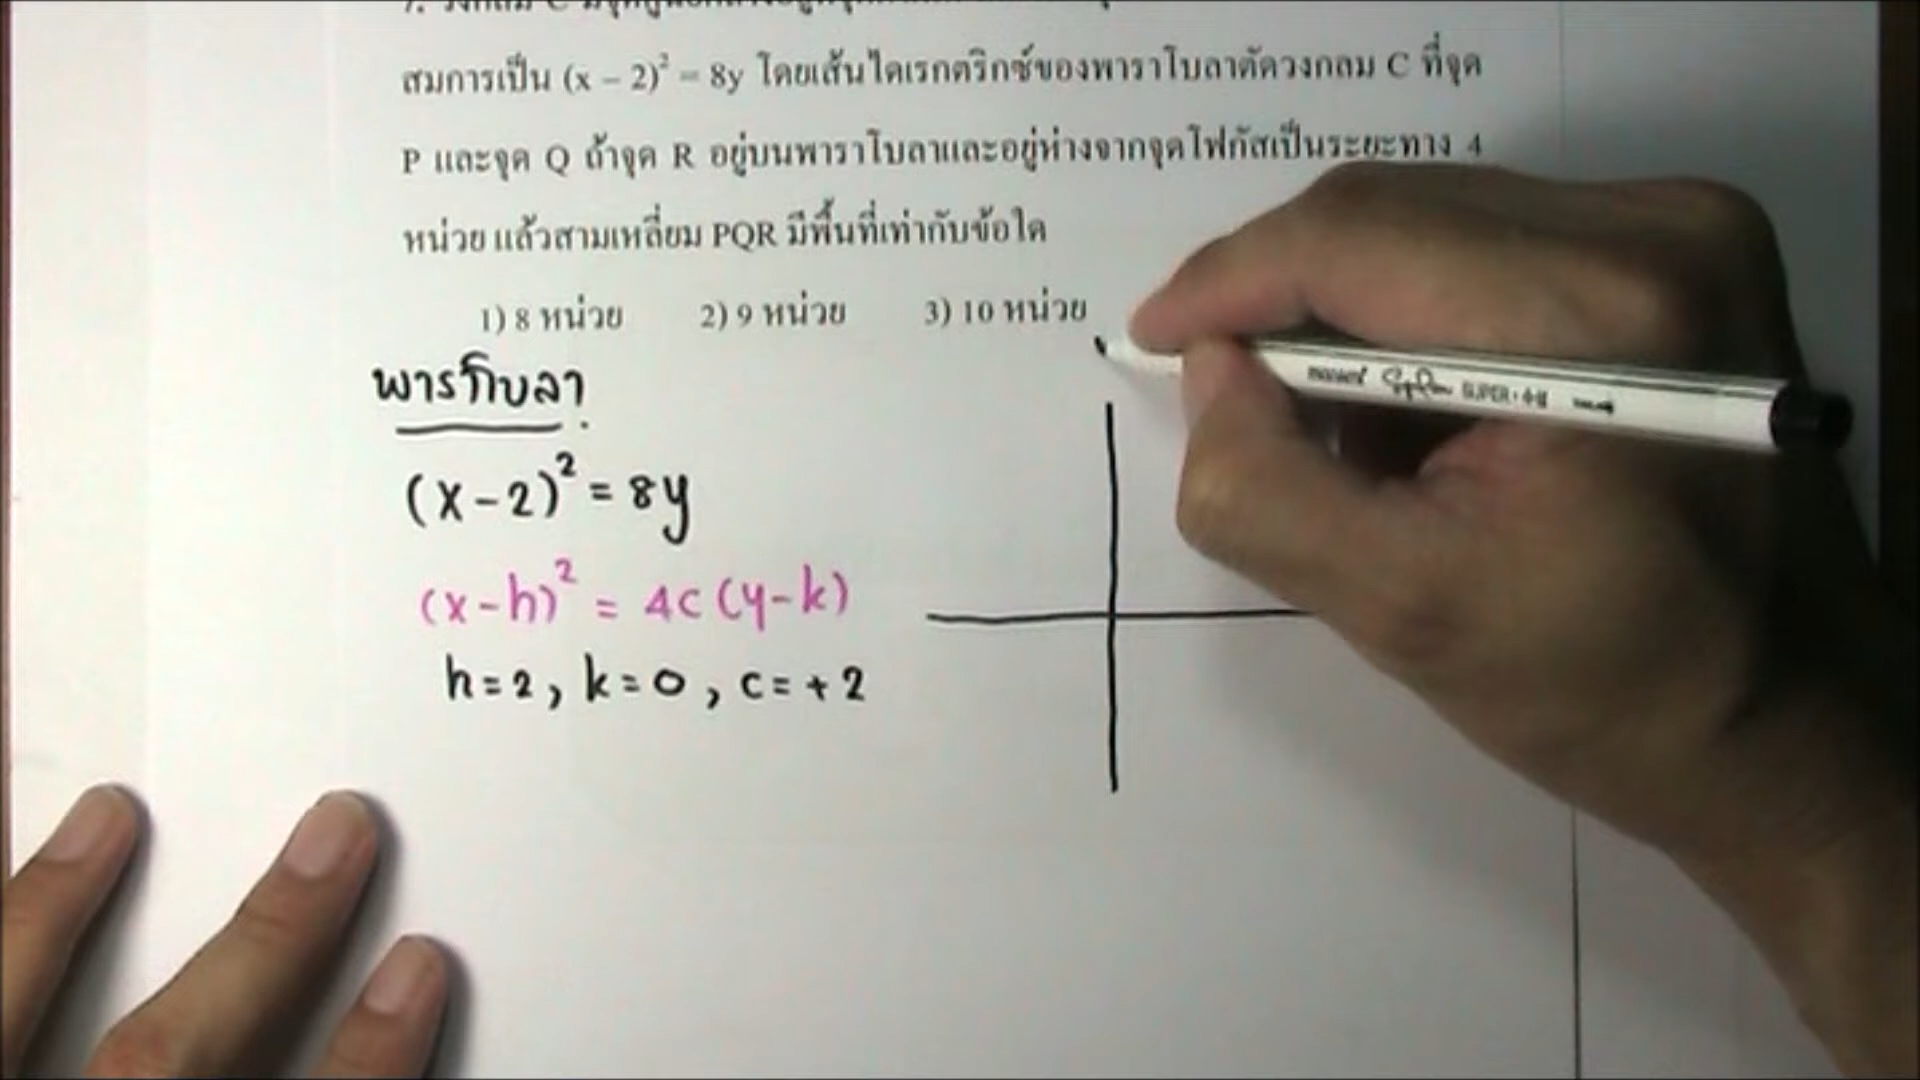 7. วงกลม C
สมการเป็น (x – 2)² = 8y โดยเส้นไดเรกตริกซ์ของพาราโบลาตัดวงกลม C ที่จุด
P และจุด Q ถ้าจุด R อยู่บนพาราโบลาและอยู่ห่างจากจุดโฟกัสเป็นระยะทาง 4
หน่วย แล้วสามเหลี่ยม PQR มีพื้นที่เท่ากับข้อใด
1) 8 หน่วย 2) 9 หน่วย 3) 10 หน่วย
พาราโบลา
(x-2)² = 8y
(x-h)² = 4c(y-k)
h=2, k=0, c=+2
SUPER